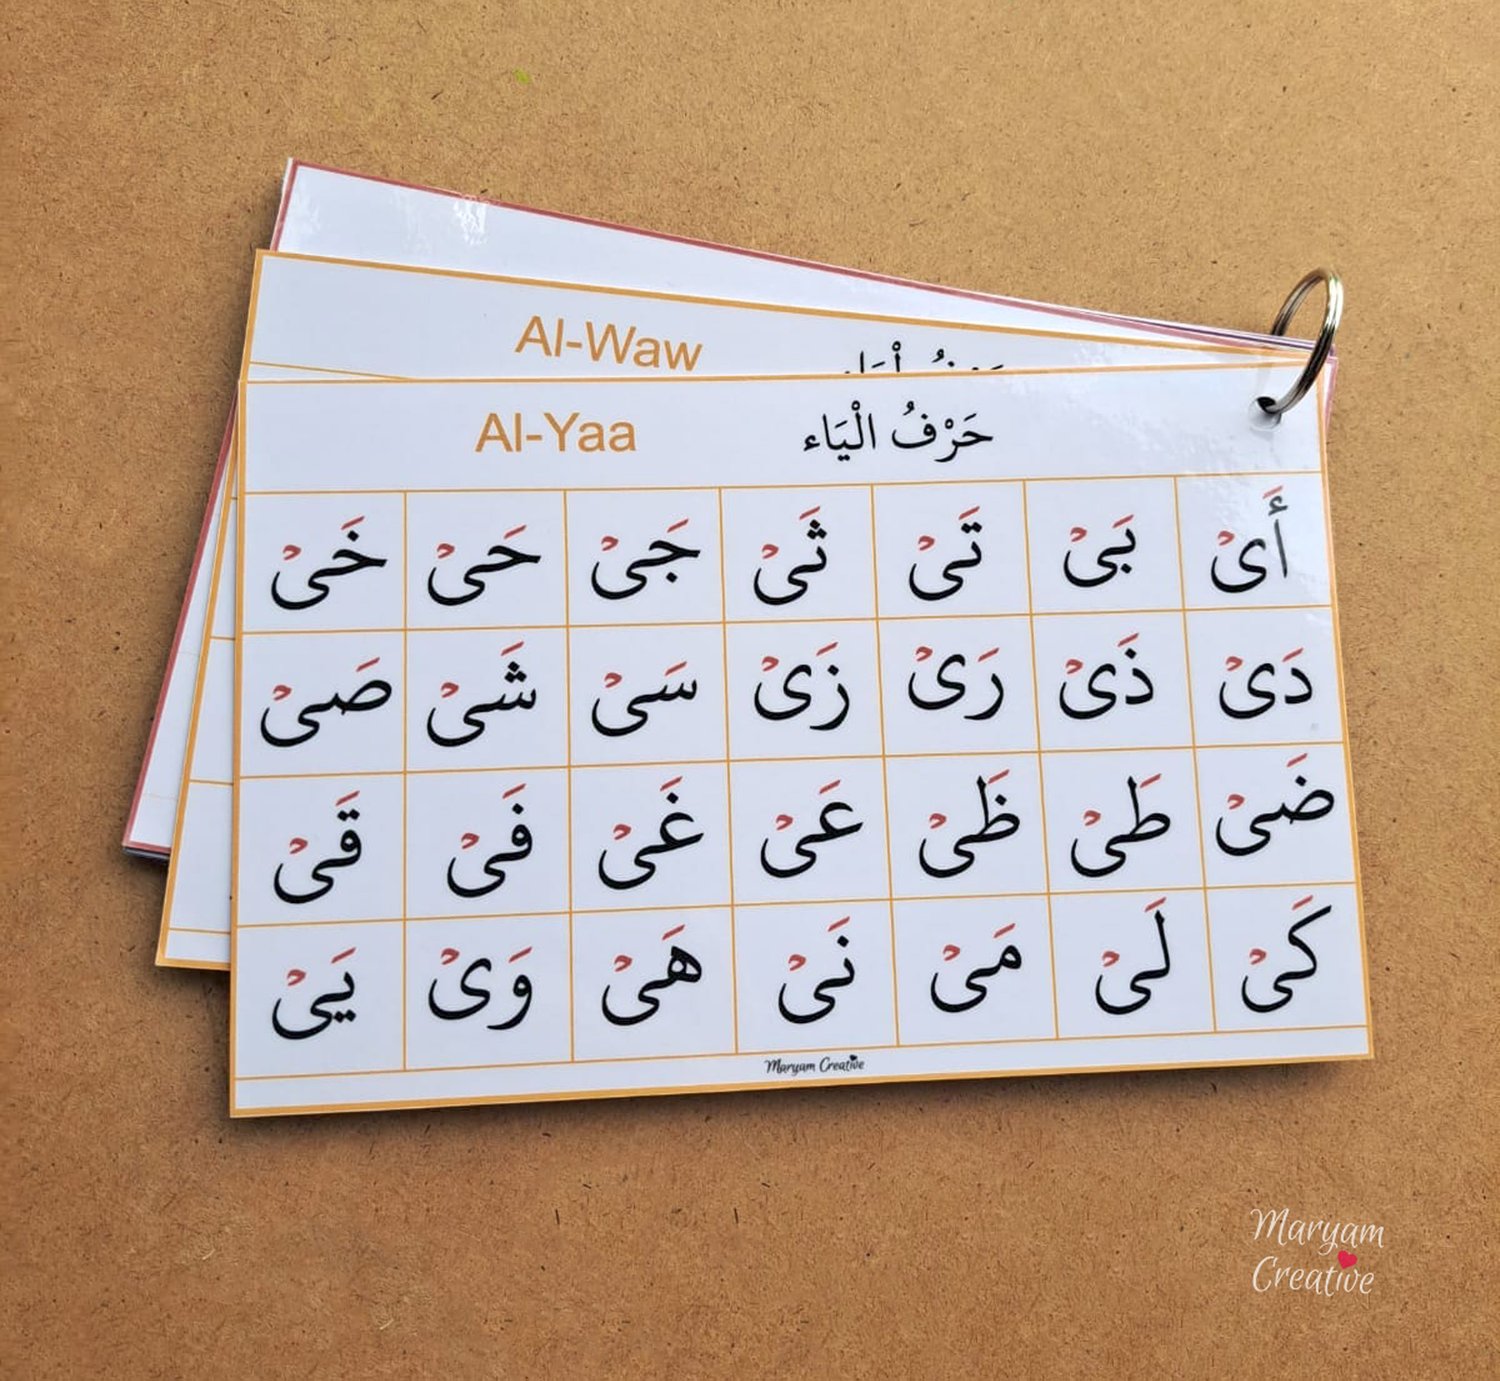 Al-Waw
Al-Yaa حَرْفُ الْيَاء
أَىْ بَىْ تَىْ ثَىْ جَىْ حَىْ خَىْ
دَىْ ذَىْ رَىْ زَىْ سَىْ شَىْ صَىْ
ضَىْ طَىْ ظَىْ عَىْ غَىْ فَىْ قَىْ
كَىْ لَىْ مَىْ نَىْ هَىْ وَىْ يَىْ
Maryam Creative
Maryam
Creative